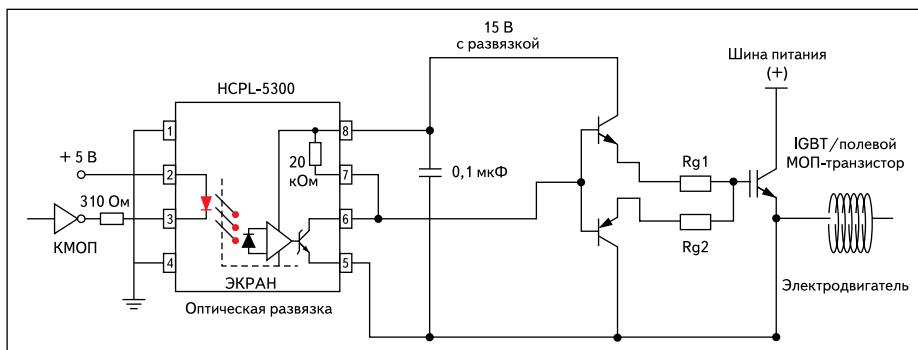 15 В
с развязкой
Шина питания
(+)
HCPL-5300
1
8
+ 5 В
20
кОм
IGBT/полевой
МОП-транзистор
2
7
0,1 мкФ
Rg1
310 Ом
3
6
Rg2
КМОП
4
5
ЭКРАН
Оптическая развязка
Электродвигатель